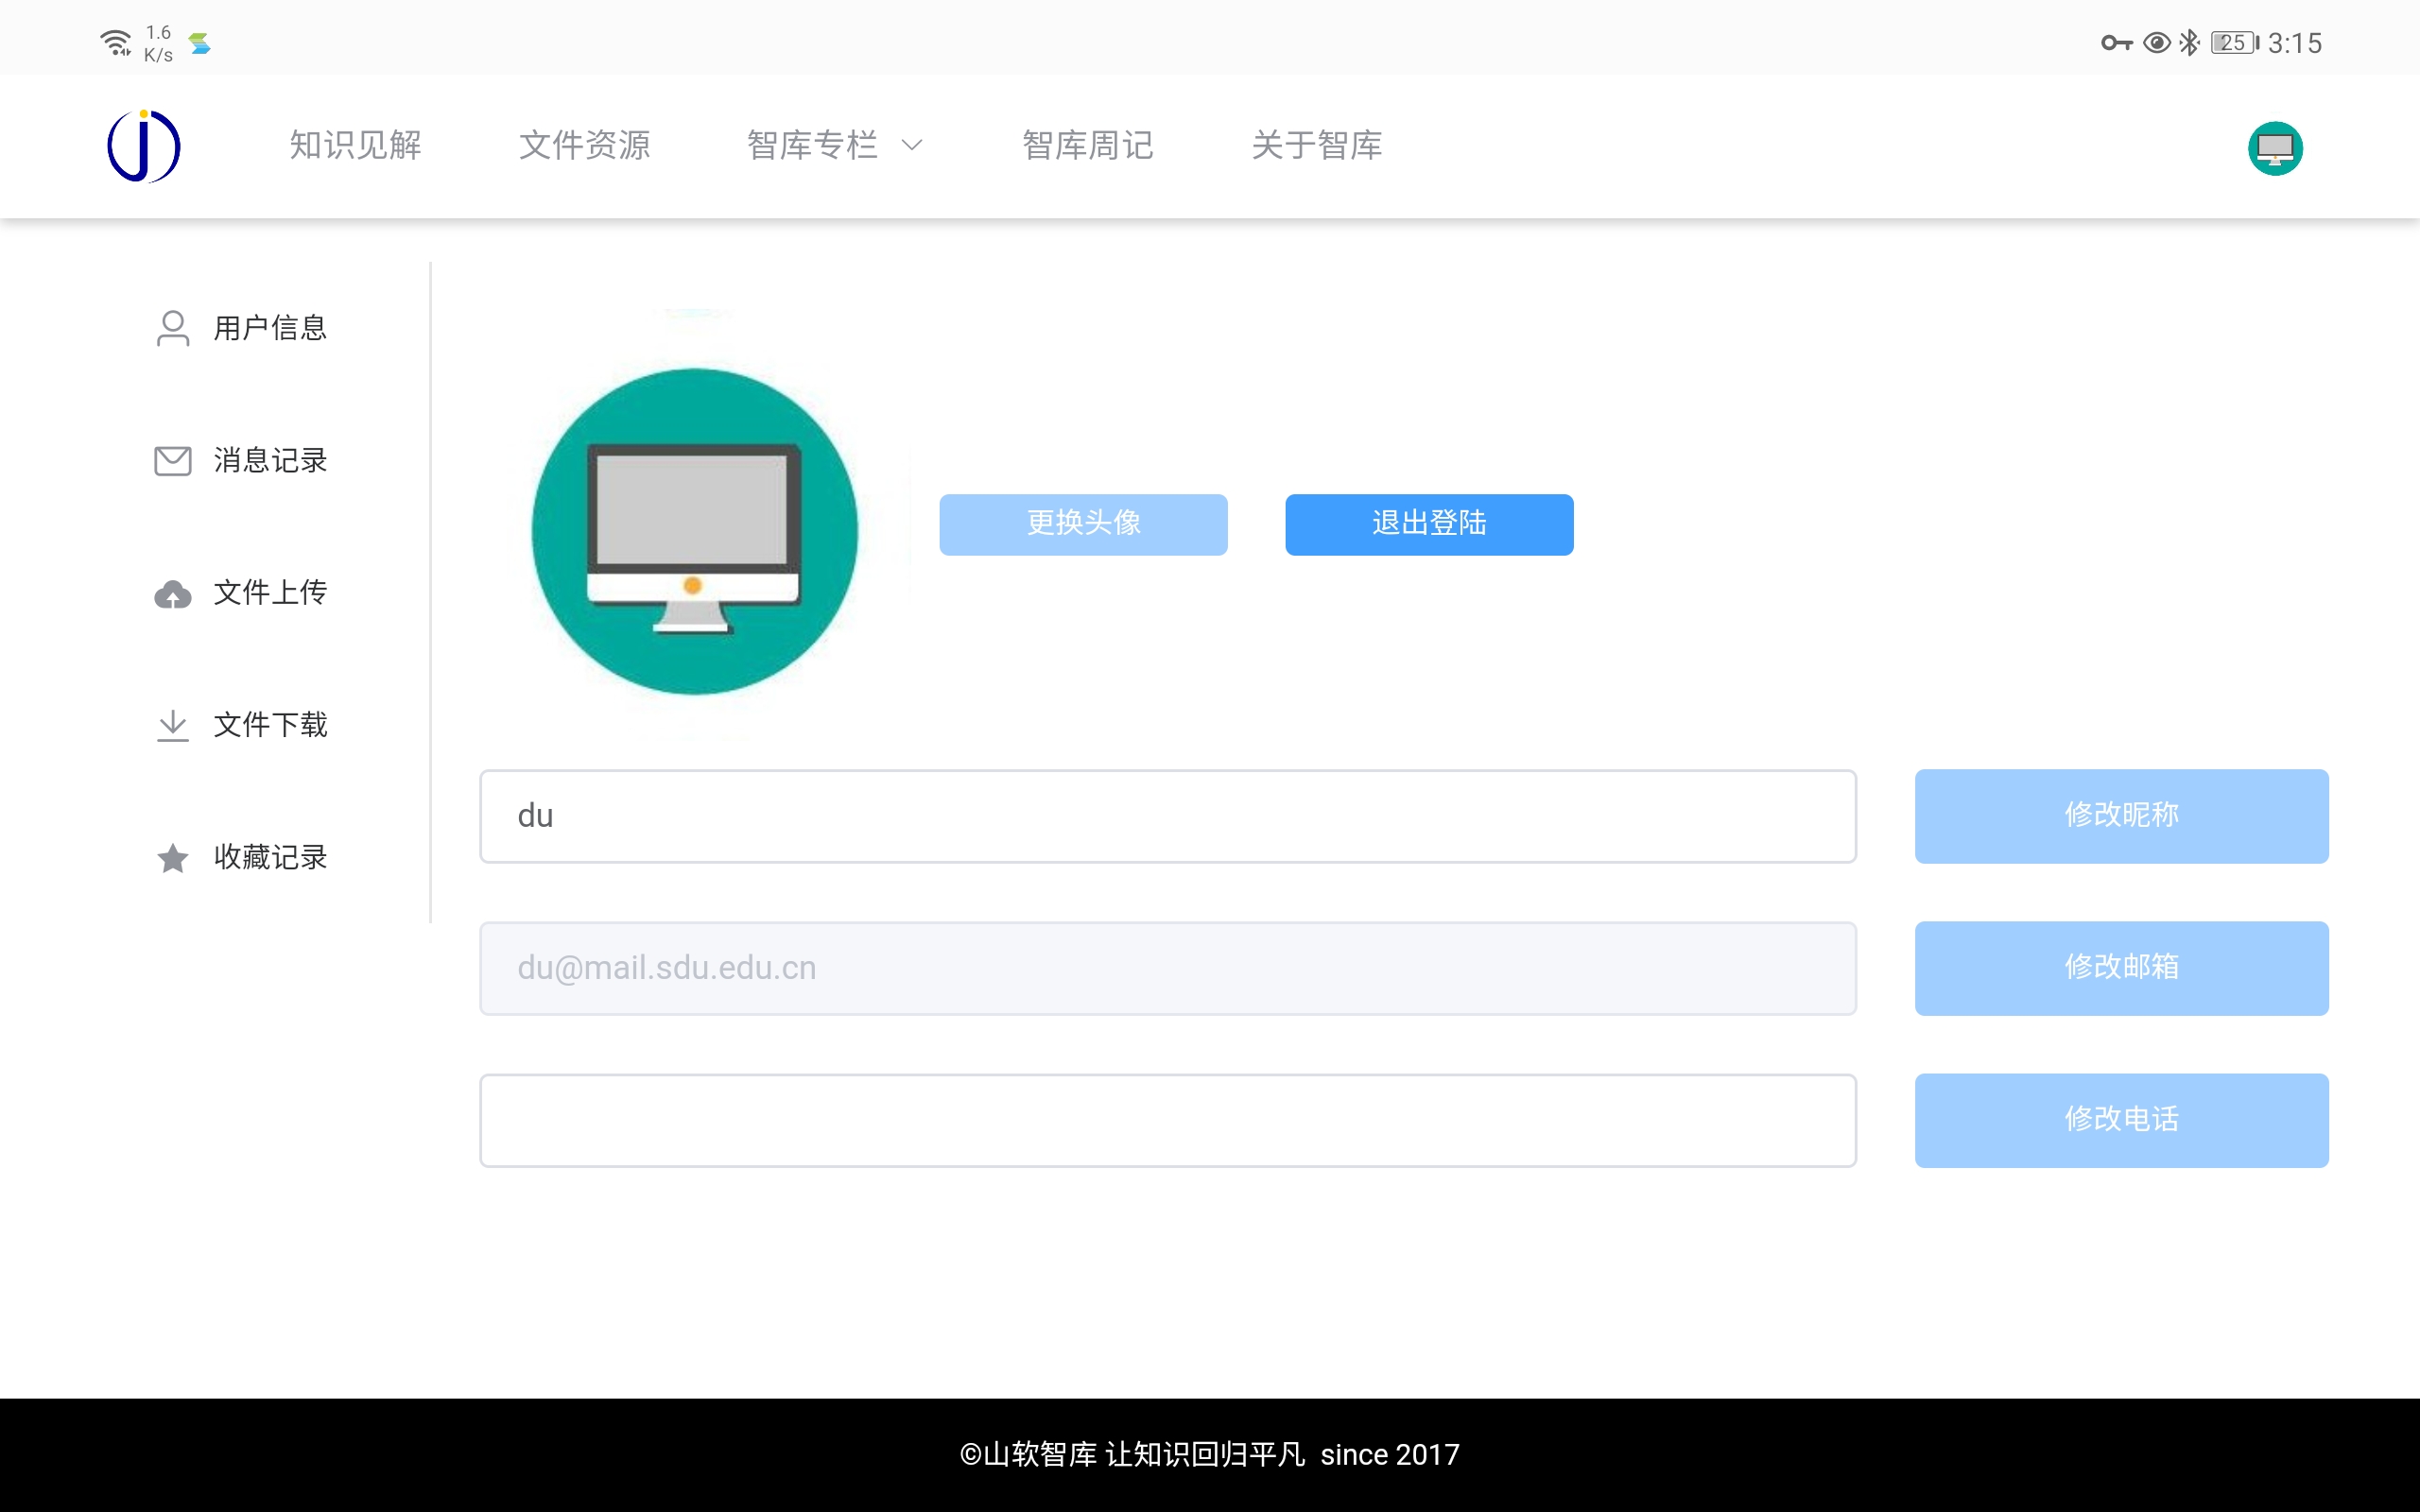 1.6
K/s
25 3:15
知识见解 文件资源 智库专栏 智库周记 关于智库
用户信息
消息记录
文件上传
文件下载
收藏记录
更换头像 退出登陆
du 修改昵称
du@mail.sdu.edu.cn 修改邮箱
修改电话
©山软智库 让知识回归平凡 since 2017